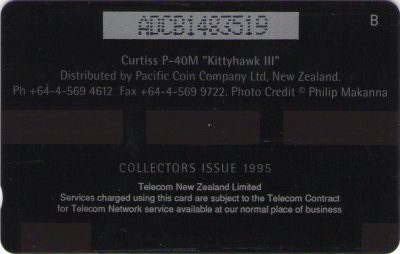 ADCB1483519
B
Curtiss P-40M "Kittyhawk III"
Distributed by Pacific Coin Company Ltd, New Zealand.
Ph +64-4-569 4612 Fax +64-4-569 9722. Photo Credit © Philip Makanna
COLLECTORS ISSUE 1995
Telecom New Zealand Limited
Services charged using this card are subject to the Telecom Contract
for Telecom Network service available at our normal place of business